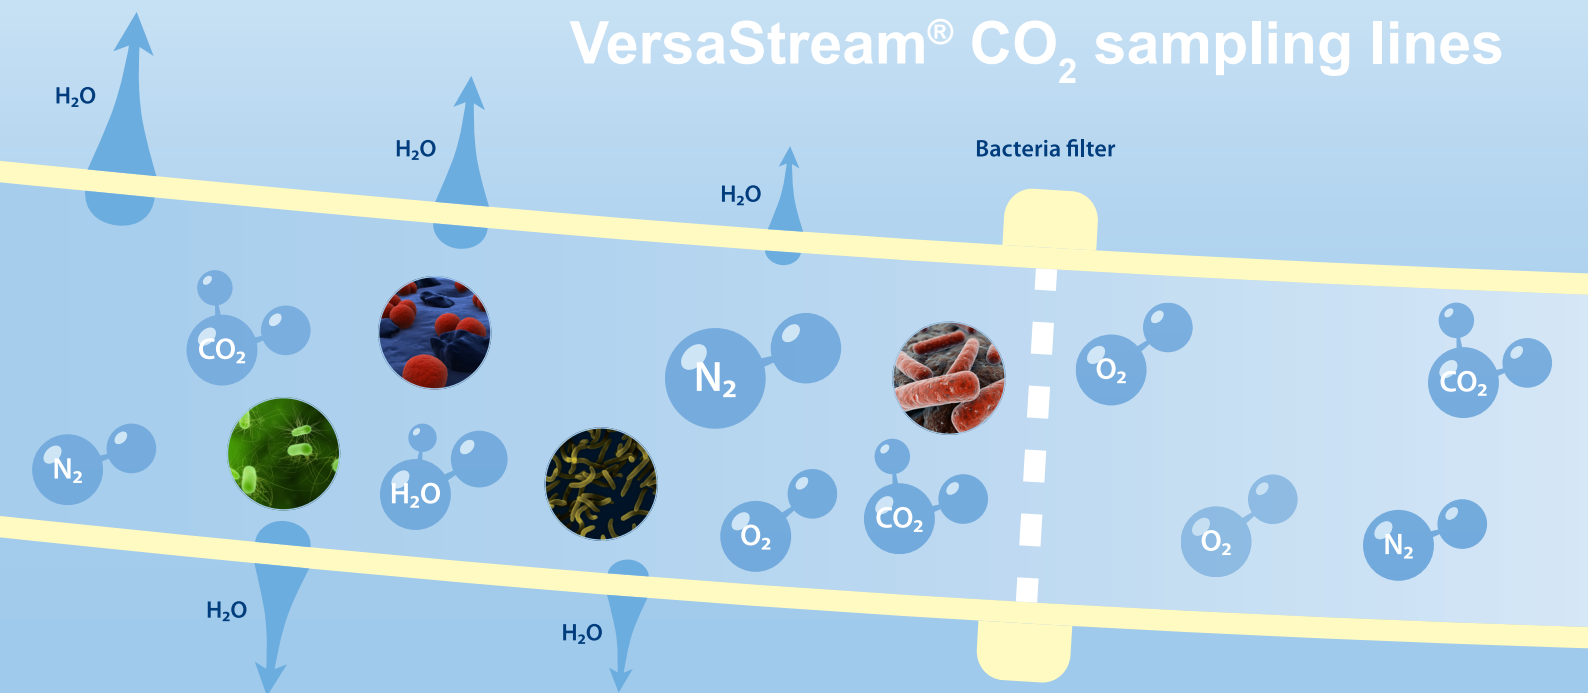 VersaStream® CO₂ sampling lines
H₂O
H₂O
Bacteria filter
H₂O
CO₂
N₂
O₂
CO₂
N₂
H₂O
O₂
CO₂
O₂
N₂
H₂O
H₂O